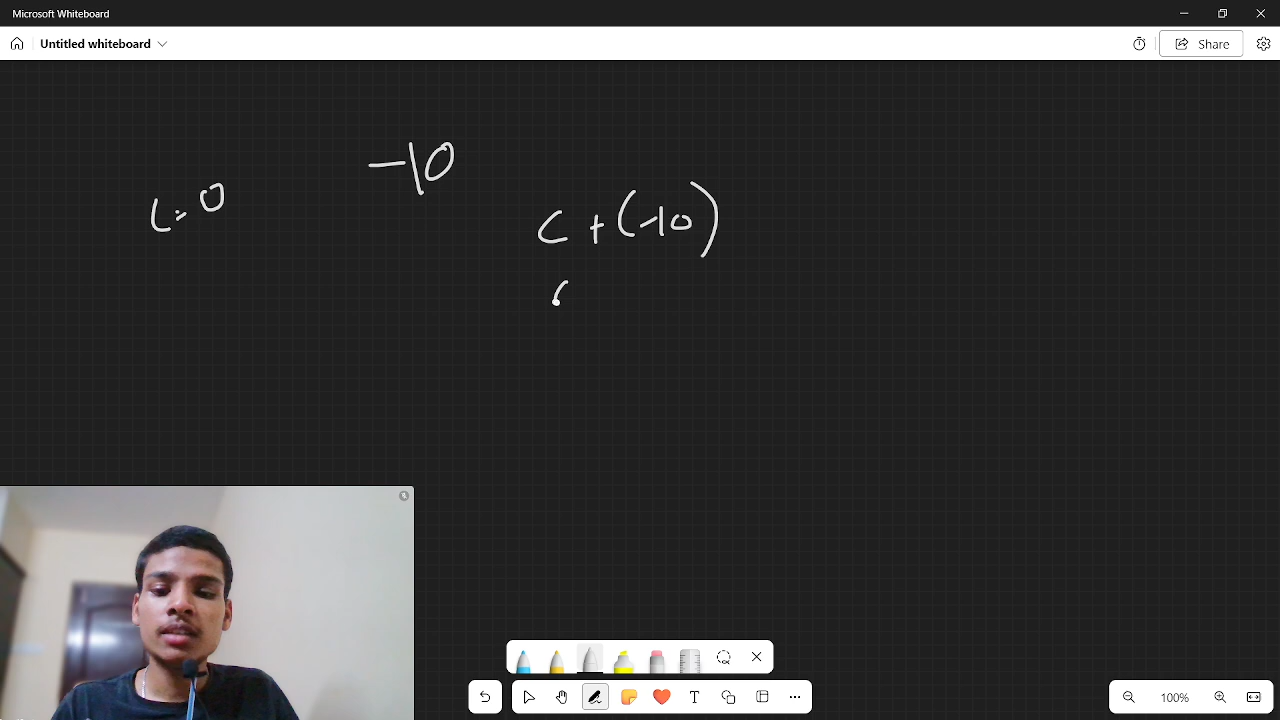 Microsoft Whiteboard
Untitled whiteboard
Share
-10
c = 0
c + (-10)
100%